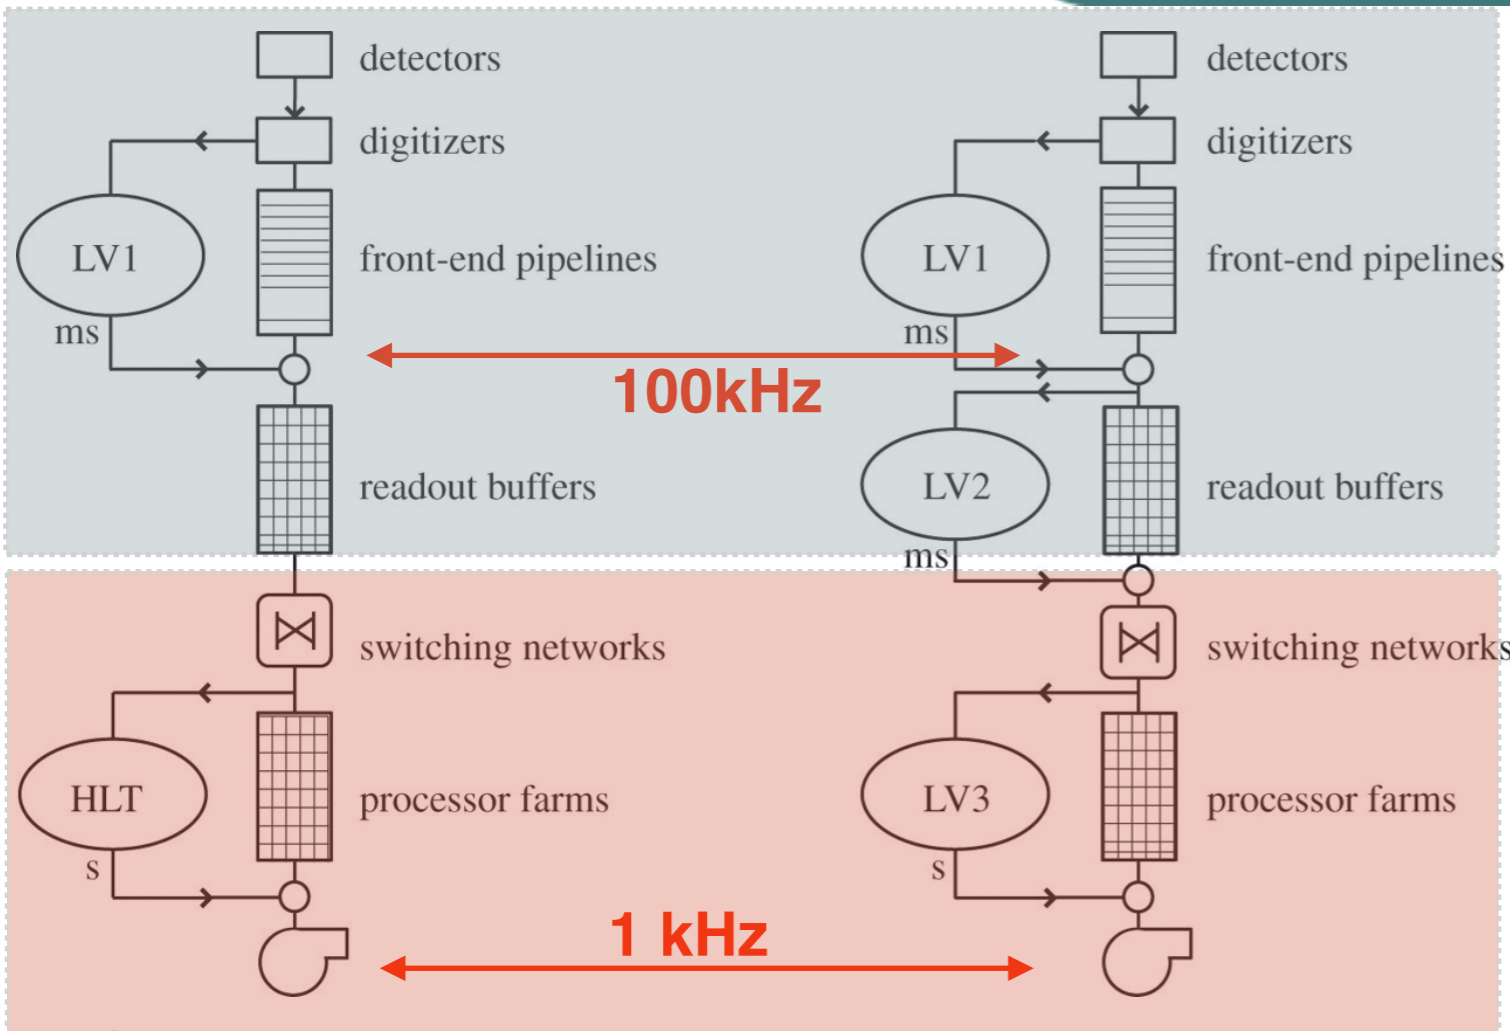 detectors
detectors
digitizers
digitizers
LV1
front-end pipelines
LV1
front-end pipelines
ms
ms
100kHz
readout buffers
LV2
readout buffers
ms
switching networks
switching networks
HLT
processor farms
LV3
processor farms
s
s
1 kHz